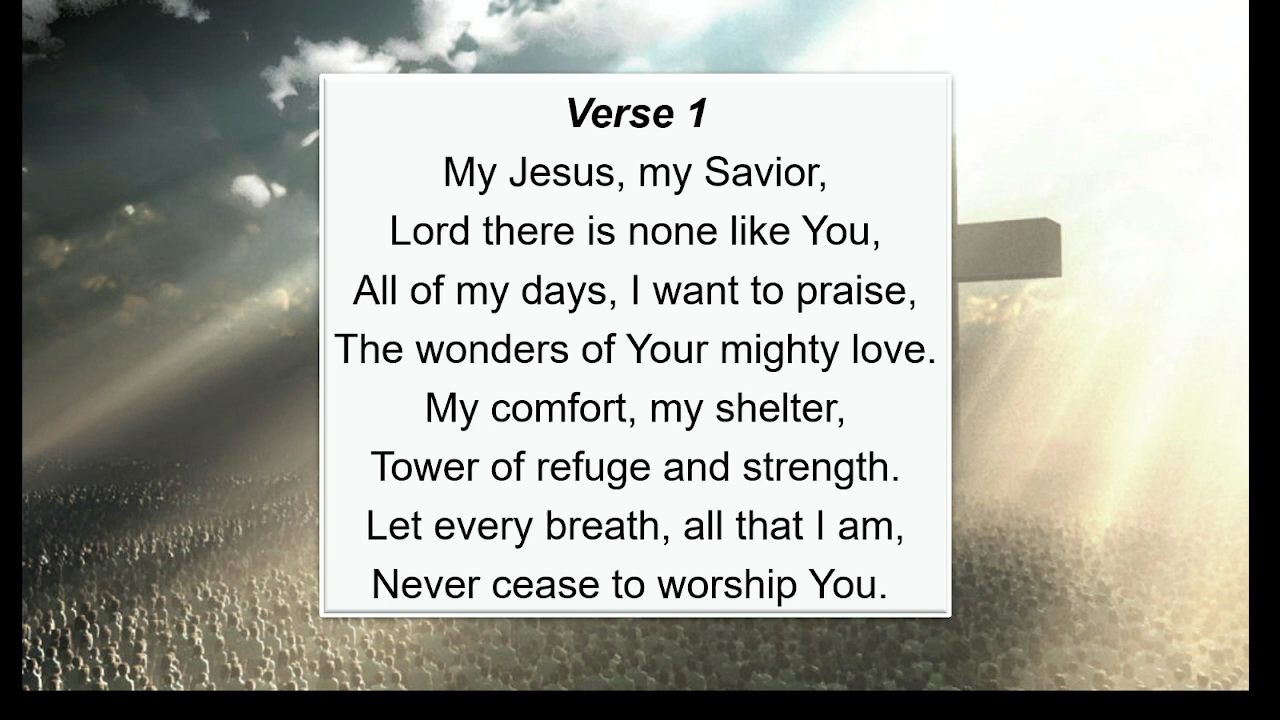 Verse 1
My Jesus, my Savior,
Lord there is none like You,
All of my days, I want to praise,
The wonders of Your mighty love.
My comfort, my shelter,
Tower of refuge and strength.
Let every breath, all that I am,
Never cease to worship You.